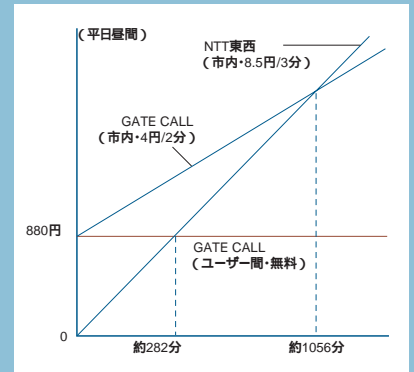 (平日昼間)
NTT東西
(市内・8.5円/3分)
GATE CALL
(市内・4円/2分)
880円
GATE CALL
(ユーザー間・無料)
0
約282分
約1056分